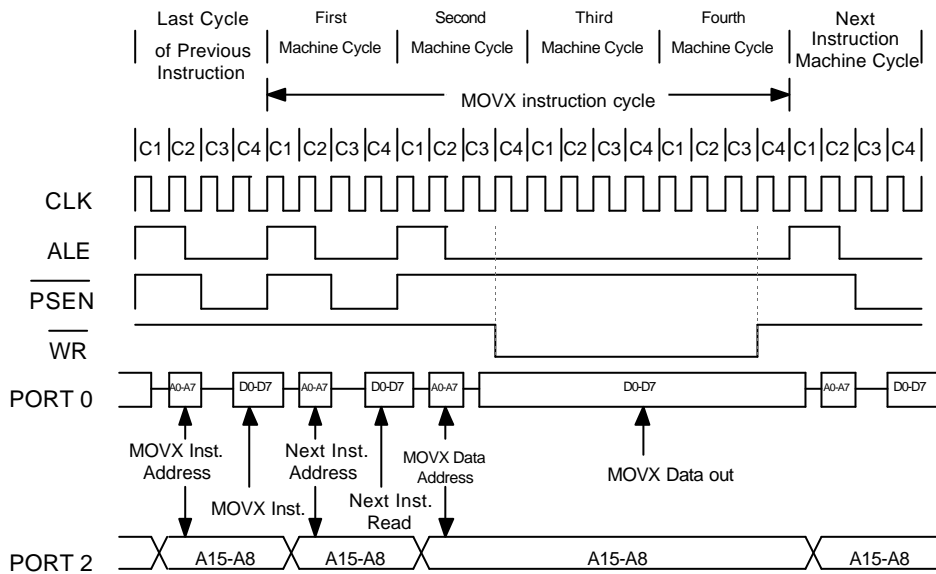 Last Cycle
of Previous
Instruction
First
Machine Cycle
Second
Machine Cycle
Third
Machine Cycle
Fourth
Machine Cycle
Next
Instruction
Machine Cycle
MOVX instruction cycle
C1 C2 C3 C4 C1 C2 C3 C4 C1 C2 C3 C4 C1 C2 C3 C4 C1 C2 C3 C4 C1 C2 C3 C4
CLK
ALE
PSEN
WR
PORT 0
A0-A7 D0-D7 A0-A7 D0-D7 A0-A7 D0-D7 A0-A7 D0-D7
MOVX Inst.
Address
MOVX Inst.
Next Inst.
Address
Next Inst.
Read
MOVX Data
Address
MOVX Data out
PORT 2
A15-A8 A15-A8 A15-A8 A15-A8